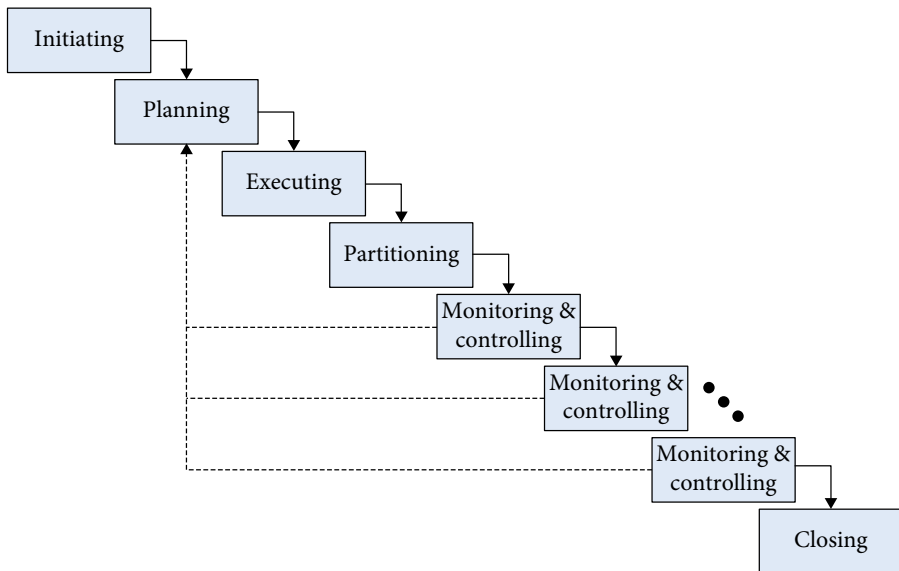 Initiating
Planning
Executing
Partitioning
Monitoring &
controlling
Monitoring &
controlling
Monitoring &
controlling
Closing